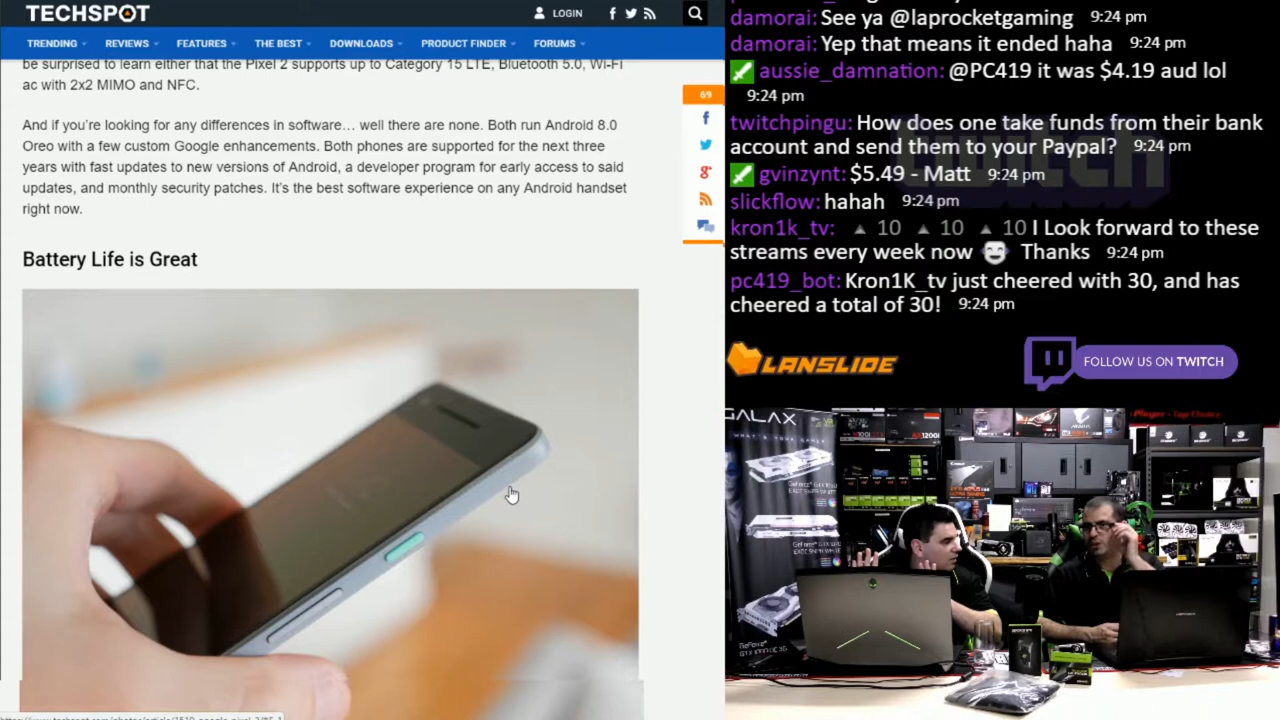 TECHSPOT
LOGIN
TRENDING
REVIEWS
FEATURES
THE BEST
DOWNLOADS
PRODUCT FINDER
FORUMS
be surprised to learn either that the Pixel 2 supports up to Category 15 LTE, Bluetooth 5.0, Wi-Fi
ac with 2x2 MIMO and NFC.
And if you're looking for any differences in software… well there are none. Both run Android 8.0
Oreo with a few custom Google enhancements. Both phones are supported for the next three
years with fast updates to new versions of Android, a developer program for early access to said
updates, and monthly security patches. It's the best software experience on any Android handset
right now.
69
Battery Life is Great
damorai: See ya @laprocketgaming 9:24 pm
damorai: Yep that means it ended haha 9:24 pm
aussie_damnation: @PC419 it was $4.19 aud lol
9:24 pm
twitchpingu: How does one take funds from their bank
account and send them to your Paypal? 9:24 pm
gvinzynt: $5.49 - Matt 9:24 pm
slickflow: hahah 9:24 pm
kron1k_tv: 10 10 10 I Look forward to these
streams every week now Thanks 9:24 pm
pc419_bot: Kron1K_tv just cheered with 30, and has
cheered a total of 30! 9:24 pm
LANSLIDE
FOLLOW US ON TWITCH
GALAX
WHAT'S YOUR GAME